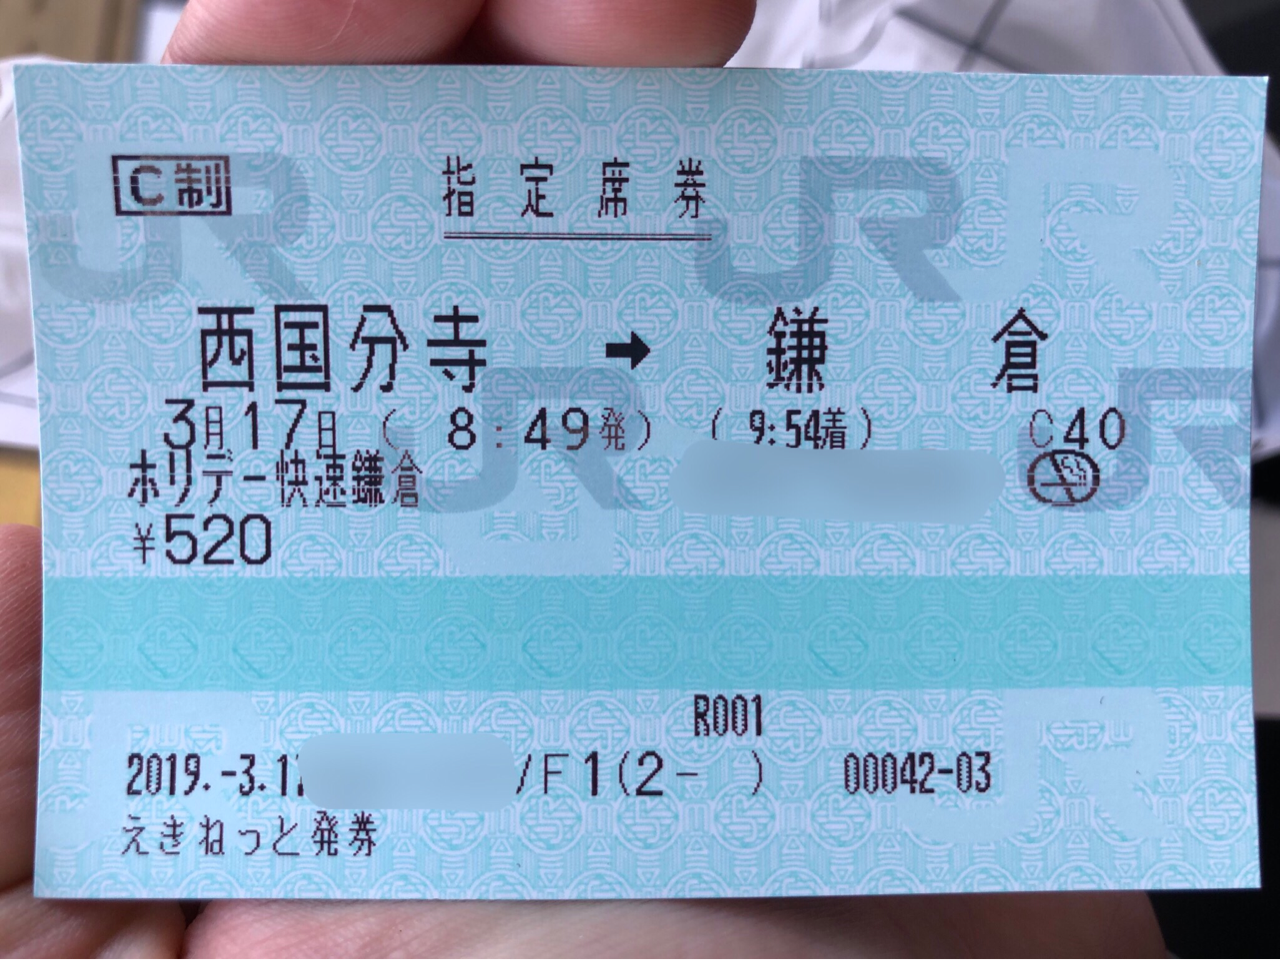 C制 指定席券
西国分寺 ➡ 鎌倉
3月17日 ( 8:49発) ( 9:54着) C40
ホリデー快速鎌倉
¥520
R001
2019.-3.17 /F1(2- ) 00042-03
えきねっと発券